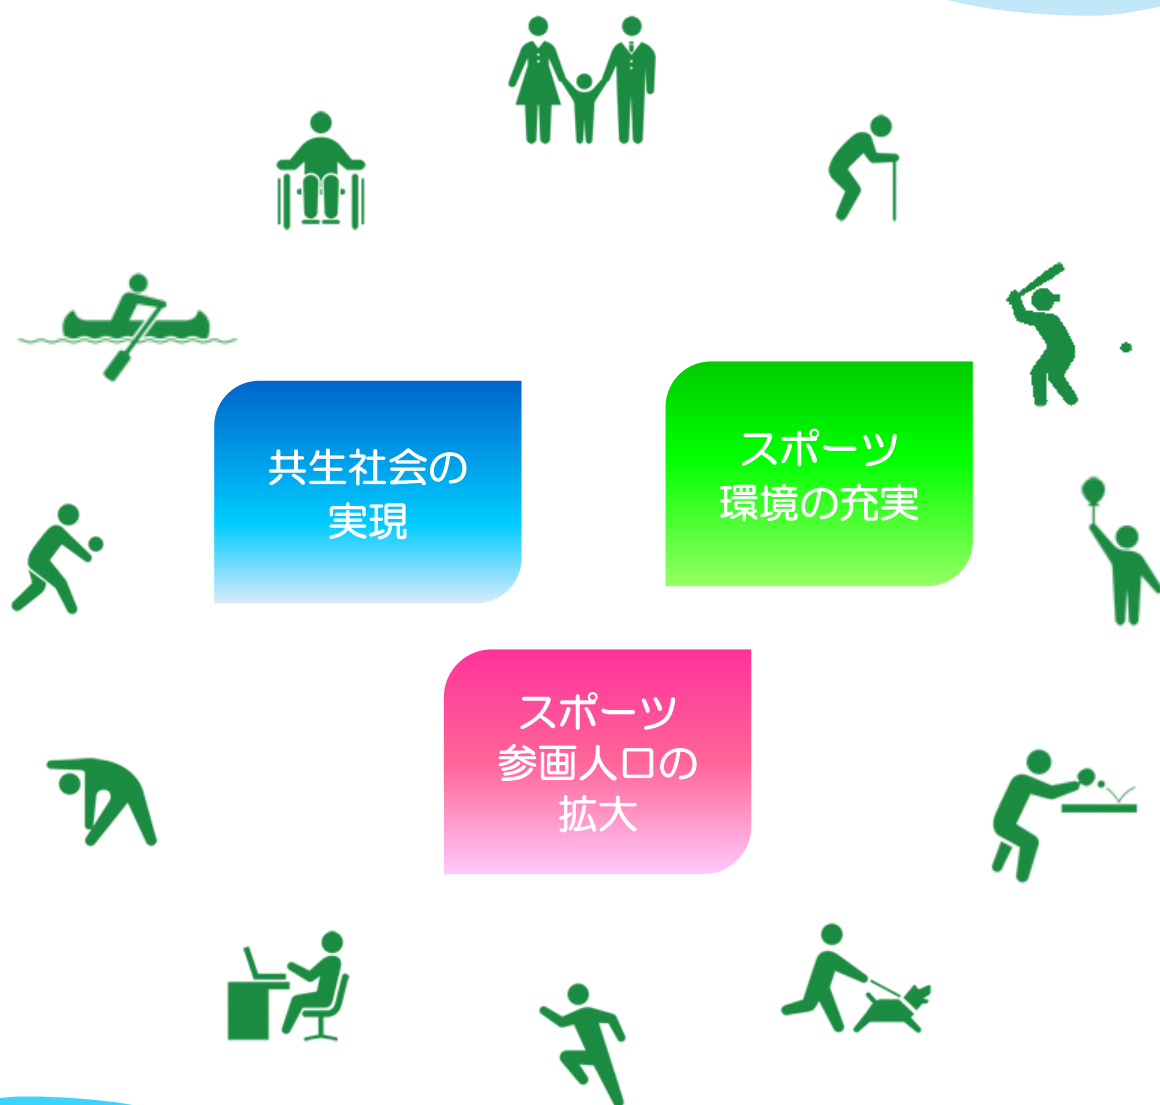 共生社会の
実現
スポーツ
環境の充実
スポーツ
参画人口の
拡大